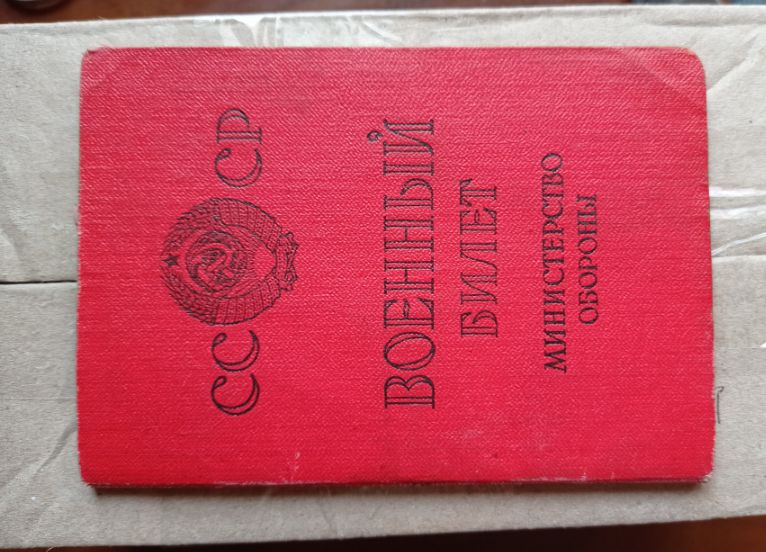 СССР
ВОЕННЫЙ
БИЛЕТ
МИНИСТЕРСТВО
ОБОРОНЫ